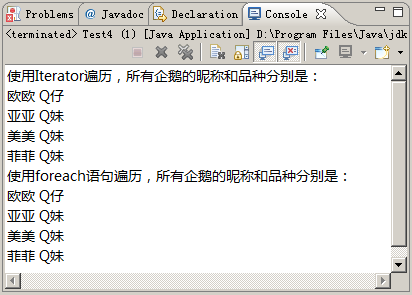 Problems @ Javadoc Declaration Console
<terminated> Test4 (1) [Java Application] D:\Program Files\Java\jdk
使用Iterator遍历，所有企鹅的昵称和品种分别是：
欧欧 Q仔
亚亚 Q妹
美美 Q妹
菲菲 Q妹
使用foreach语句遍历，所有企鹅的昵称和品种分别是：
欧欧 Q仔
亚亚 Q妹
美美 Q妹
菲菲 Q妹